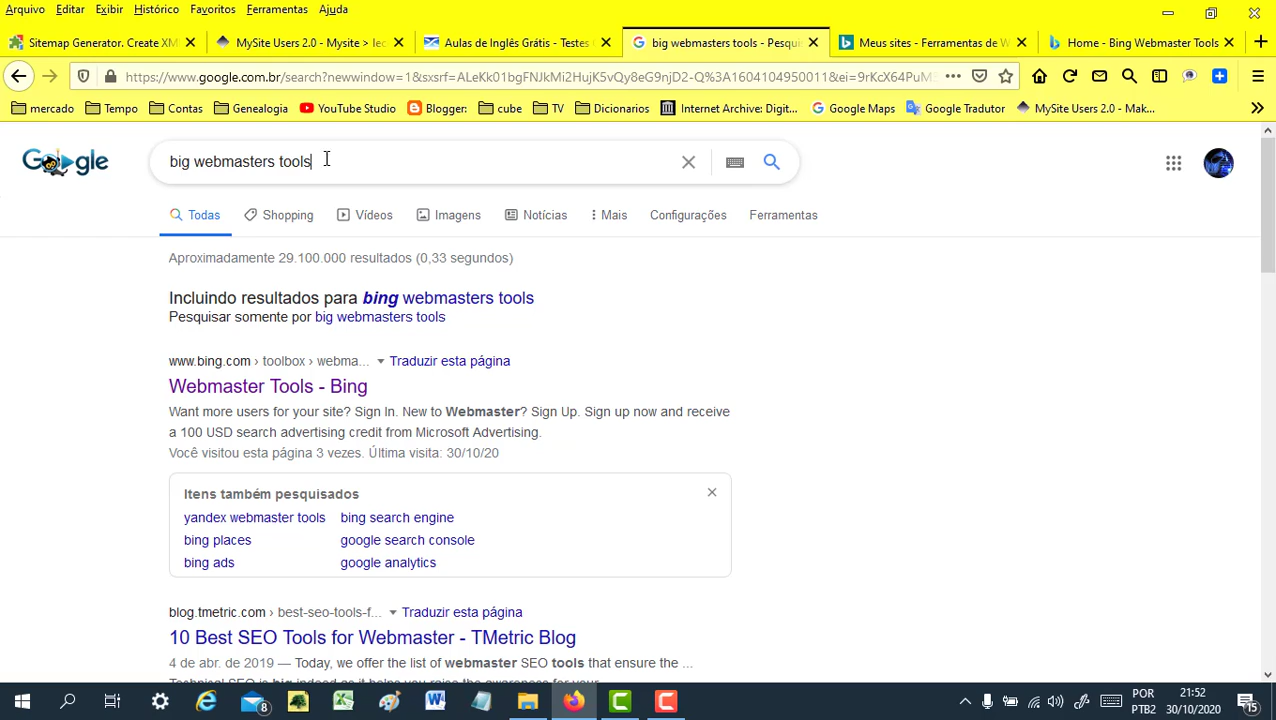 Arquivo Editar Exibir Histórico Favoritos Ferramentas Ajuda
Sitemap Generator. Create XM
MySite Users 2.0 - Mysite > lec
Aulas de Inglês Grátis - Testes
big webmasters tools - Pesqui
Meus sites - Ferramentas de W
Home - Bing Webmaster Tools
https://www.google.com.br/search?newwindow=1&sxsrf=ALeKk01bgFNJkMi2HujK5vQy8eG9njD2-Q%3A1604104950011&ei=9rKcX64PuMS
mercado Tempo Contas Genealogia YouTube Studio Blogger: cube TV Dicionarios Internet Archive: Digit... Google Maps Google Tradutor MySite Users 2.0 - Mak...
Google
big webmasters tools
Todas Shopping Vídeos Imagens Notícias Mais Configurações Ferramentas
Aproximadamente 29.100.000 resultados (0,33 segundos)
Incluindo resultados para bing webmasters tools
Pesquisar somente por big webmasters tools
www.bing.com › toolbox › webma... Traduzir esta página
Webmaster Tools - Bing
Want more users for your site? Sign In. New to Webmaster? Sign Up. Sign up now and receive
a 100 USD search advertising credit from Microsoft Advertising.
Você visitou esta página 3 vezes. Última visita: 30/10/20
Itens também pesquisados
yandex webmaster tools bing search engine
bing places google search console
bing ads google analytics
blog.tmetric.com › best-seo-tools-f... Traduzir esta página
10 Best SEO Tools for Webmaster - TMetric Blog
4 de abr. de 2019 — Today, we offer the list of webmaster SEO tools that ensure the ...
8
POR
PTB2
21:52
30/10/2020
15